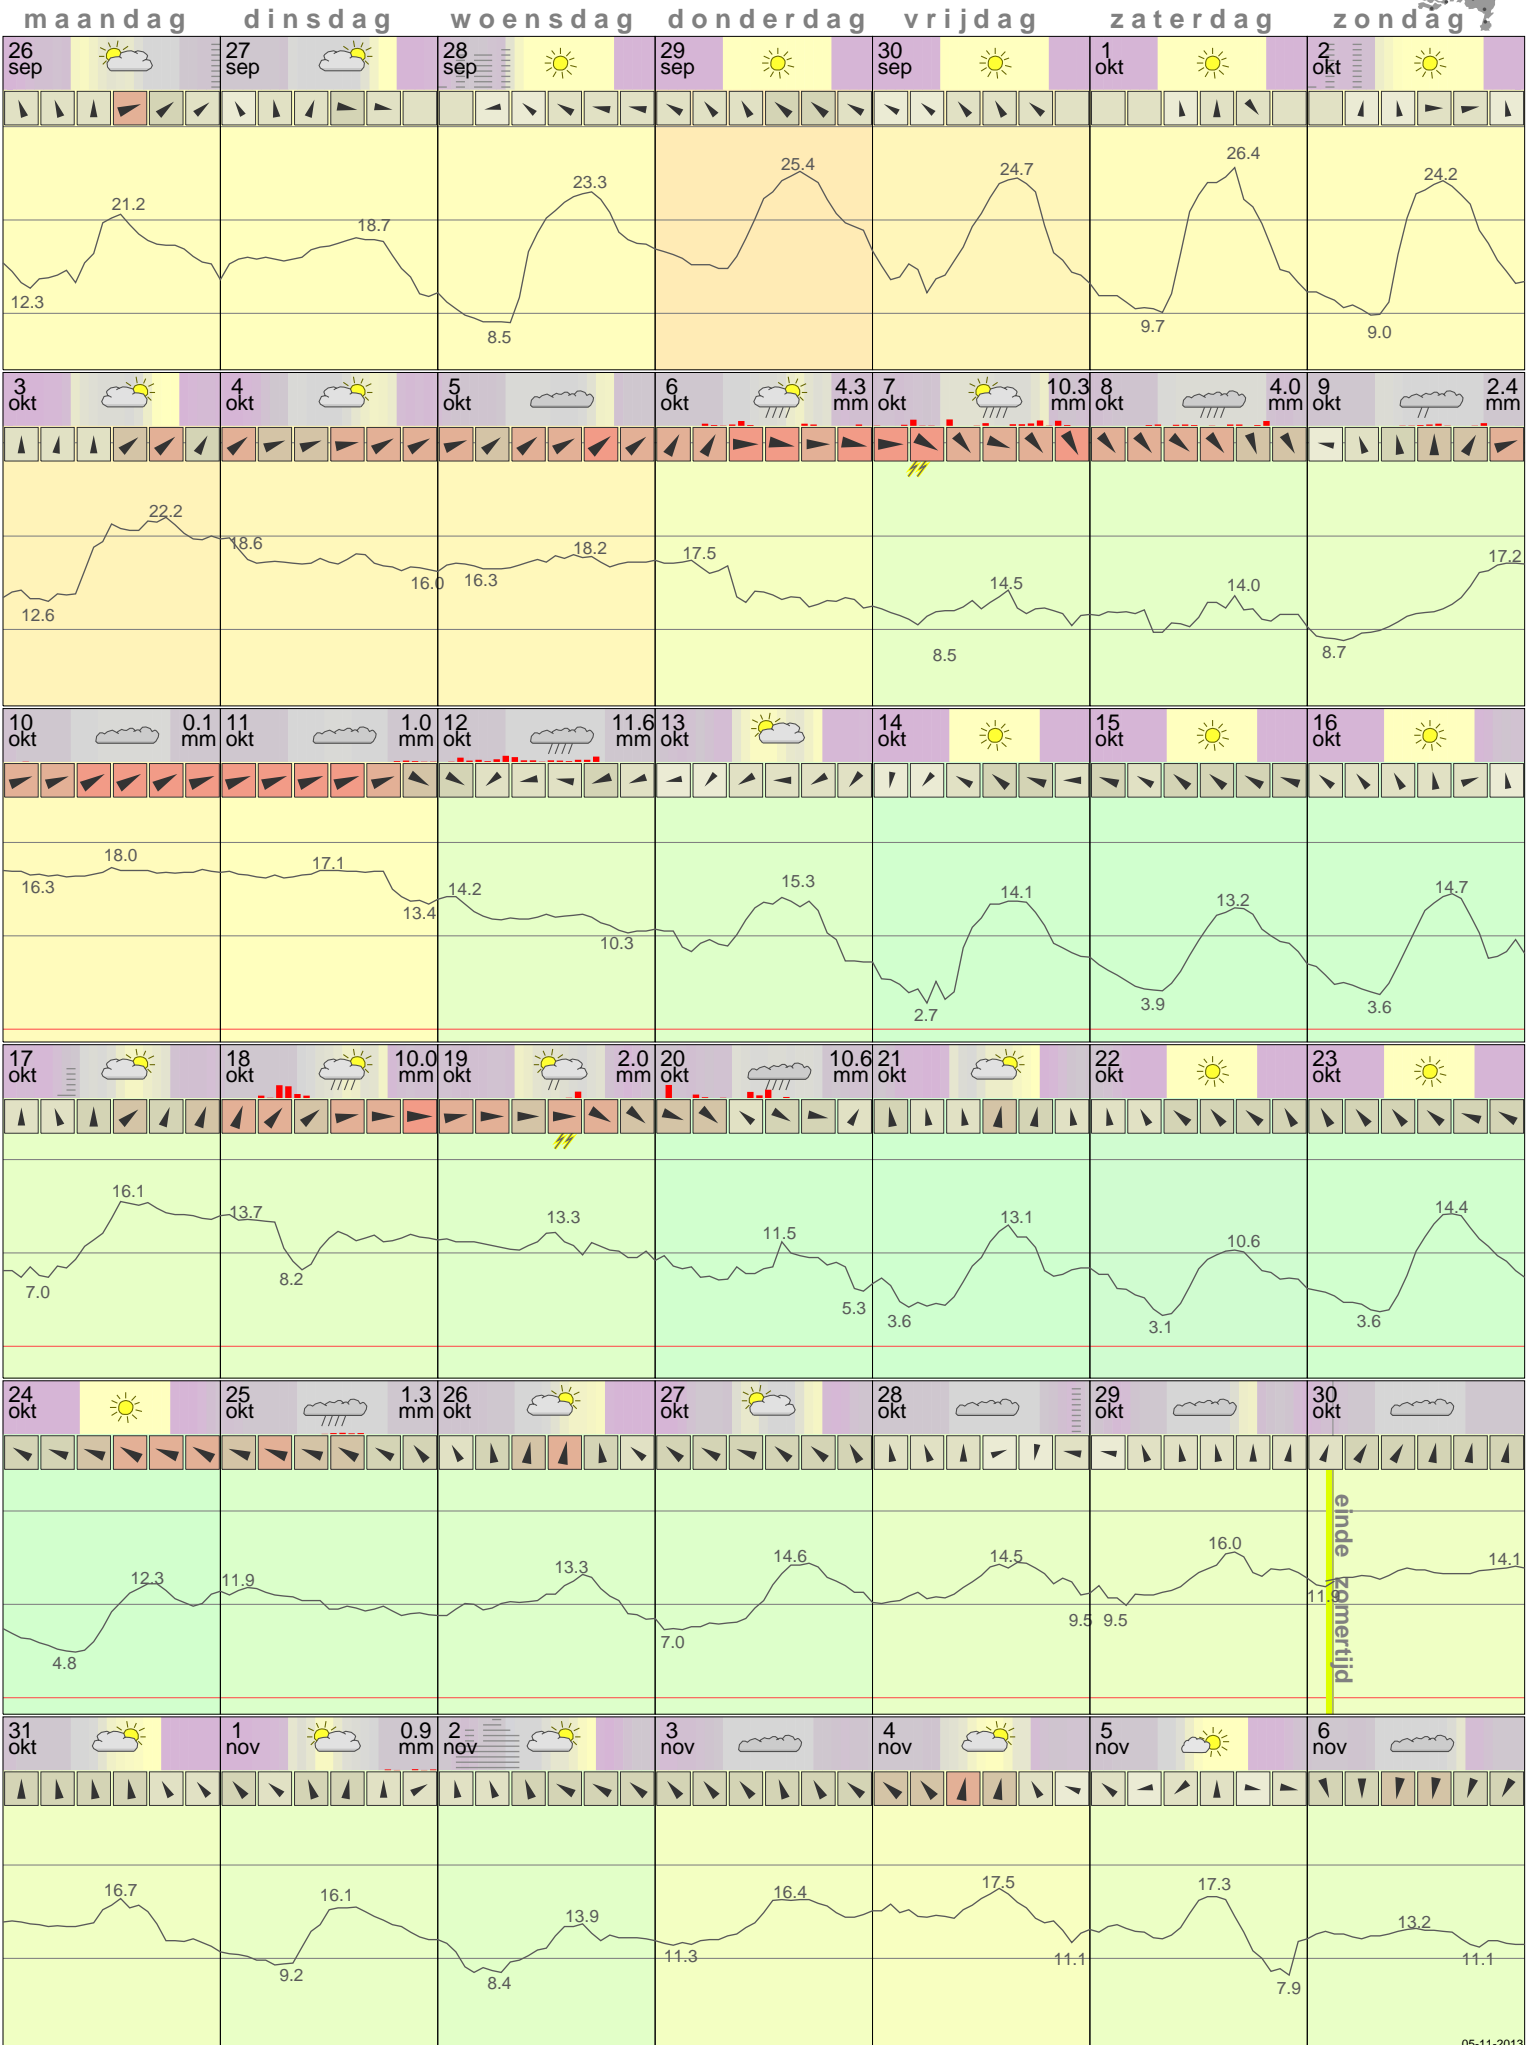 maandag dinsdag woensdag donderdag vrijdag zaterdag zondag
26 27 28 29 30 1 2
sep sep sep sep sep okt okt
26.4
25.4
24.7
24.2
23.3
21.2
18.7
12.3
9.7
9.0
8.5
3 4 5 6 4.3 7 10.3 8 4.0 9 2.4
okt okt okt okt mm okt mm okt mm okt mm
22.2
18.6 18.2 17.5 17.2
16.0 16.3 14.5 14.0
12.6
8.5 8.7
10 0.1 11 1.0 12 11.6 13 14 15 16
okt mm okt mm okt mm okt okt okt okt
18.0 17.1
16.3 14.2 15.3 14.1 13.2 14.7
13.4
10.3
2.7 3.9 3.6
17 18 10.0 19 2.0 20 10.6 21 22 23
okt okt mm okt mm okt mm okt okt okt
16.1 13.7 13.3 11.5 13.1 10.6 14.4
7.0 8.2 5.3 3.6 3.1 3.6
24 25 1.3 26 27 28 29 30
okt okt mm okt okt okt okt okt
einde zomertijd
12.3 11.9 13.3 14.6 14.5 16.0 14.1
11.9
4.8 7.0 9.5 9.5
31 1 0.9 2 3 4 5 6
okt nov mm nov nov nov nov nov
16.7 16.1 13.9 16.4 17.5 17.3 13.2
9.2 8.4 11.3 11.1 7.9 11.1
05-11-2013